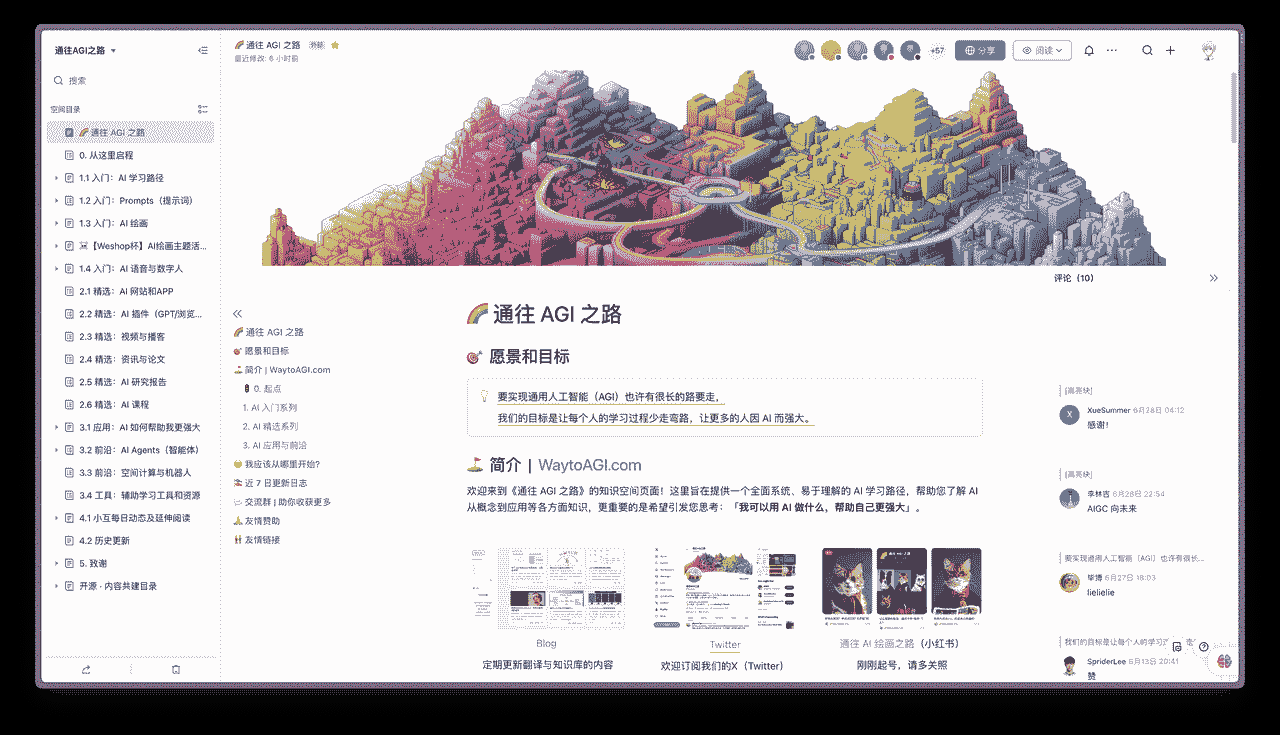 通往AGI之路
搜索
空间目录
通往 AGI 之路
0. 从这里启程
1.1 入门：AI 学习路径
1.2 入门：Prompts（提示词）
1.3 入门：AI 绘画
【Weshop杯】AI绘画主题活...
1.4 入门：AI 语音与数字人
2.1 精选：AI 网站和APP
2.2 精选：AI 插件（GPT/浏览...
2.3 精选：视频与播客
2.4 精选：资讯与论文
2.5 精选：AI 研究报告
2.6 精选：AI 课程
3.1 应用：AI 如何帮助我更强大
3.2 前沿：AI Agents（智能体）
3.3 前沿：空间计算与机器人
3.4 工具：辅助学习工具和资源
4.1 小互每日动态及延伸阅读
4.2 历史更新
5. 致谢
开源 · 内容共建目录
通往 AGI 之路 外部
最近修改: 6 小时前
+57
分享
阅读
评论（10）
通往 AGI 之路
愿景和目标
简介 | WaytoAGI.com
0. 起点
1. AI 入门系列
2. AI 精选系列
3. AI 应用与前沿
我应该从哪里开始？
近 7 日更新日志
交流群 | 助你收获更多
友情赞助
友情链接
通往 AGI 之路
愿景和目标
要实现通用人工智能（AGI）也许有很长的路要走，
我们的目标是让每个人的学习过程少走弯路，让更多的人因 AI 而强大。
简介 | WaytoAGI.com
欢迎来到《通往 AGI 之路》的知识空间页面！这里旨在提供一个全面系统、易于理解的 AI 学习路径，帮助您了解 AI
从概念到应用等各方面知识，更重要的是希望引发您思考：「我可以用 AI 做什么，帮助自己更强大」。
Blog
定期更新翻译与知识库的内容
Twitter
欢迎订阅我们的X（Twitter）
通往 AI 绘画之路（小红书）
刚刚起号，请多关照
[高亮块]
X
XueSummer 6月28日 04:12
感谢！
[高亮块]
李林吉 6月28日 22:54
AIGC 向未来
要实现通用人工智能（AGI）也许有很长...
毕博 6月27日 18:03
lielielie
我们的目标是让每个人的学习
SpriderLee 6月13日 20:41
赞